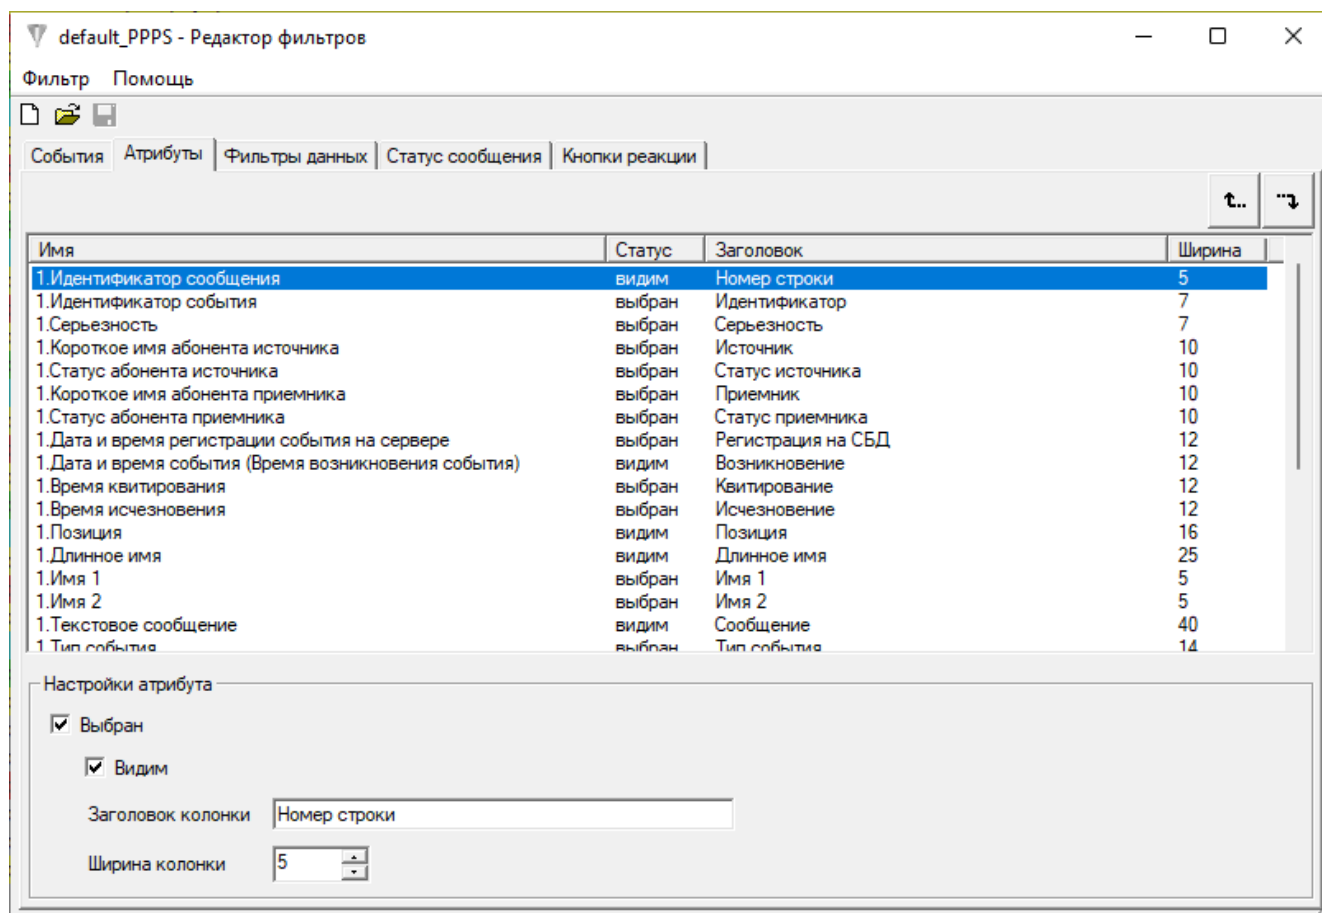 default_PPPS - Редактор фильтров
Фильтр Помощь
События Атрибуты Фильтры данных Статус сообщения Кнопки реакции
Имя Статус Заголовок Ширина
1.Идентификатор сообщения видим Номер строки 5
1.Идентификатор события выбран Идентификатор 7
1.Серьезность выбран Серьезность 7
1.Короткое имя абонента источника выбран Источник 10
1.Статус абонента источника выбран Статус источника 10
1.Короткое имя абонента приемника выбран Приемник 10
1.Статус абонента приемника выбран Статус приемника 10
1.Дата и время регистрации события на сервере выбран Регистрация на СБД 12
1.Дата и время события (Время возникновения события) видим Возникновение 12
1.Время квитирования выбран Квитирование 12
1.Время исчезновения выбран Исчезновение 12
1.Позиция видим Позиция 16
1.Длинное имя видим Длинное имя 25
1.Имя 1 выбран Имя 1 5
1.Имя 2 выбран Имя 2 5
1.Текстовое сообщение видим Сообщение 40
1.Тип события выбран Тип события 14
Настройки атрибута
Выбран
Видим
Заголовок колонки Номер строки
Ширина колонки 5